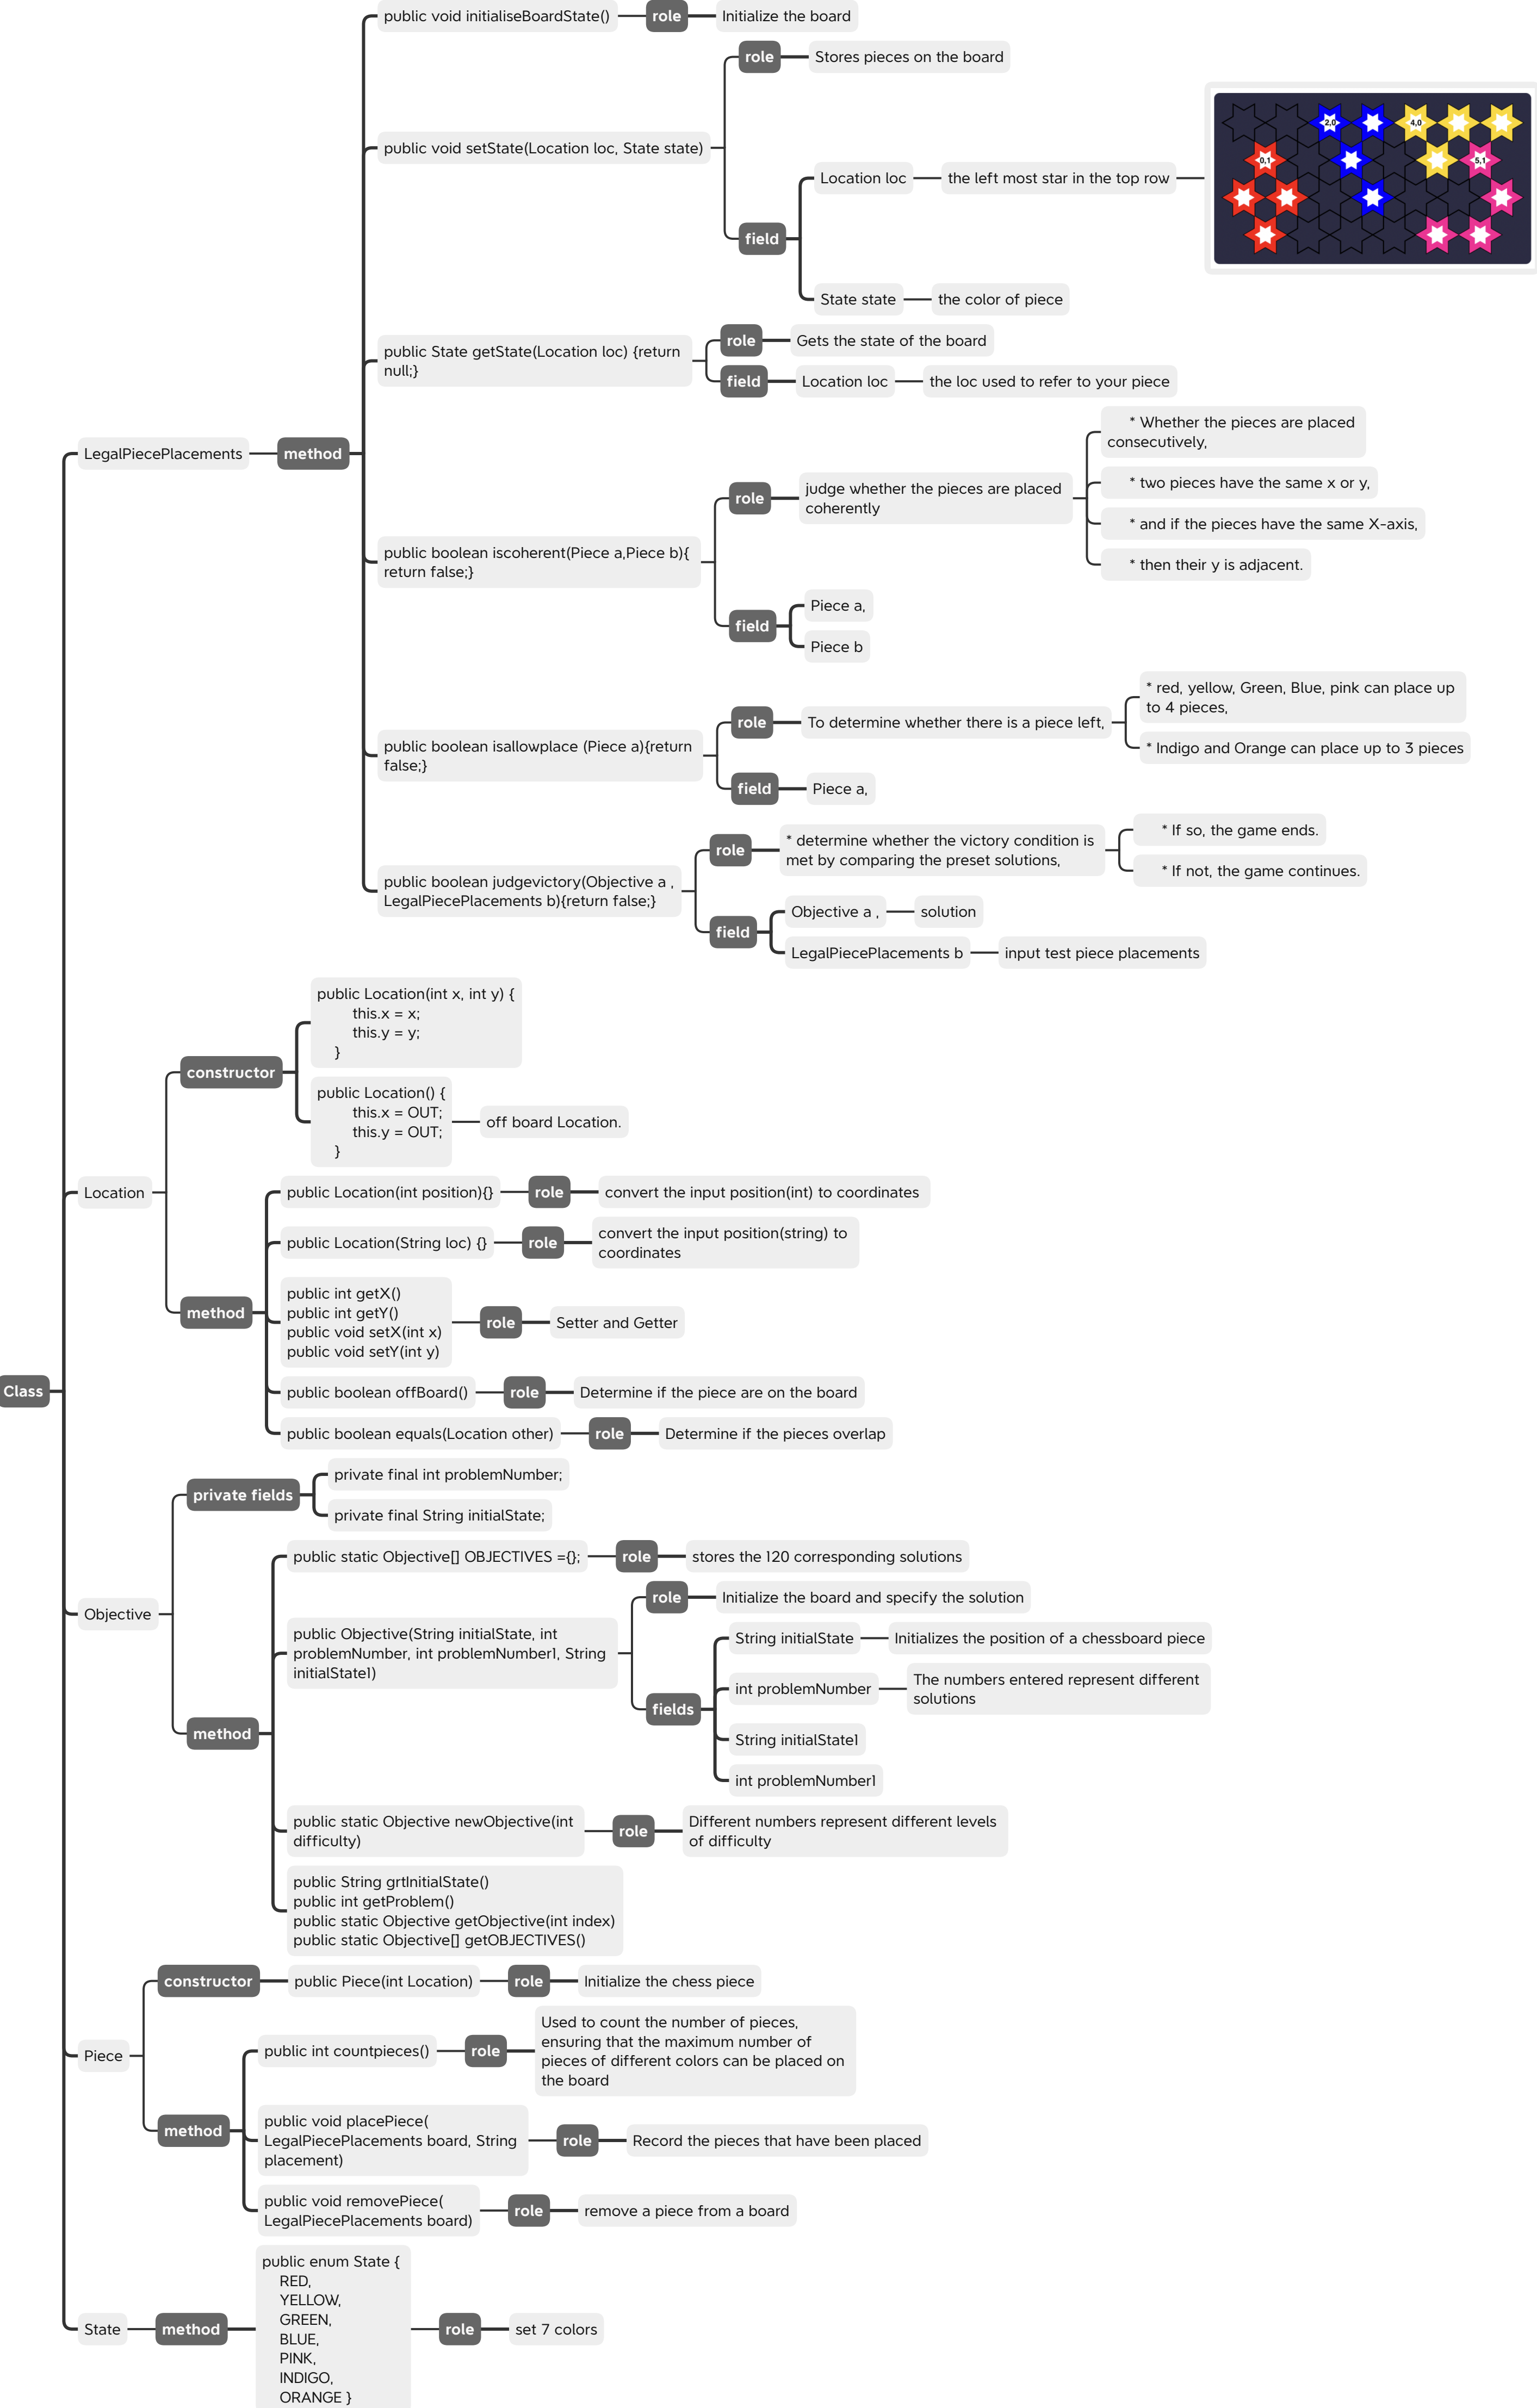 Class
LegalPiecePlacements
method
public void initialiseBoardState()
role
Initialize the board
public void setState(Location loc, State state)
role
Stores pieces on the board
field
Location loc
the left most star in the top row
2,0
4,0
0,1
5,1
State state
the color of piece
public State getState(Location loc) {return
null;}
role
Gets the state of the board
field
Location loc
the loc used to refer to your piece
public boolean iscoherent(Piece a,Piece b){
return false;}
role
judge whether the pieces are placed
coherently
* Whether the pieces are placed
consecutively,
* two pieces have the same x or y,
* and if the pieces have the same X-axis,
* then their y is adjacent.
field
Piece a,
Piece b
public boolean isallowplace (Piece a){return
false;}
role
To determine whether there is a piece left,
* red, yellow, Green, Blue, pink can place up
to 4 pieces,
* Indigo and Orange can place up to 3 pieces
field
Piece a,
public boolean judgevictory(Objective a ,
LegalPiecePlacements b){return false;}
role
* determine whether the victory condition is
met by comparing the preset solutions,
* If so, the game ends.
* If not, the game continues.
field
Objective a ,
solution
LegalPiecePlacements b
input test piece placements
Location
constructor
public Location(int x, int y) {
this.x = x;
this.y = y;
}
public Location() {
this.x = OUT;
this.y = OUT;
}
off board Location.
method
public Location(int position){}
role
convert the input position(int) to coordinates
public Location(String loc) {}
role
convert the input position(string) to
coordinates
public int getX()
public int getY()
public void setX(int x)
public void setY(int y)
role
Setter and Getter
public boolean offBoard()
role
Determine if the piece are on the board
public boolean equals(Location other)
role
Determine if the pieces overlap
Objective
private fields
private final int problemNumber;
private final String initialState;
method
public static Objective[] OBJECTIVES ={};
role
stores the 120 corresponding solutions
public Objective(String initialState, int
problemNumber, int problemNumber1, String
initialState1)
role
Initialize the board and specify the solution
fields
String initialState
Initializes the position of a chessboard piece
int problemNumber
The numbers entered represent different
solutions
String initialState1
int problemNumber1
public static Objective newObjective(int
difficulty)
role
Different numbers represent different levels
of difficulty
public String grtInitialState()
public int getProblem()
public static Objective getObjective(int index)
public static Objective[] getOBJECTIVES()
Piece
constructor
public Piece(int Location)
role
Initialize the chess piece
method
public int countpieces()
role
Used to count the number of pieces,
ensuring that the maximum number of
pieces of different colors can be placed on
the board
public void placePiece(
LegalPiecePlacements board, String
placement)
role
Record the pieces that have been placed
public void removePiece(
LegalPiecePlacements board)
role
remove a piece from a board
State
method
public enum State {
RED,
YELLOW,
GREEN,
BLUE,
PINK,
INDIGO,
ORANGE }
role
set 7 colors